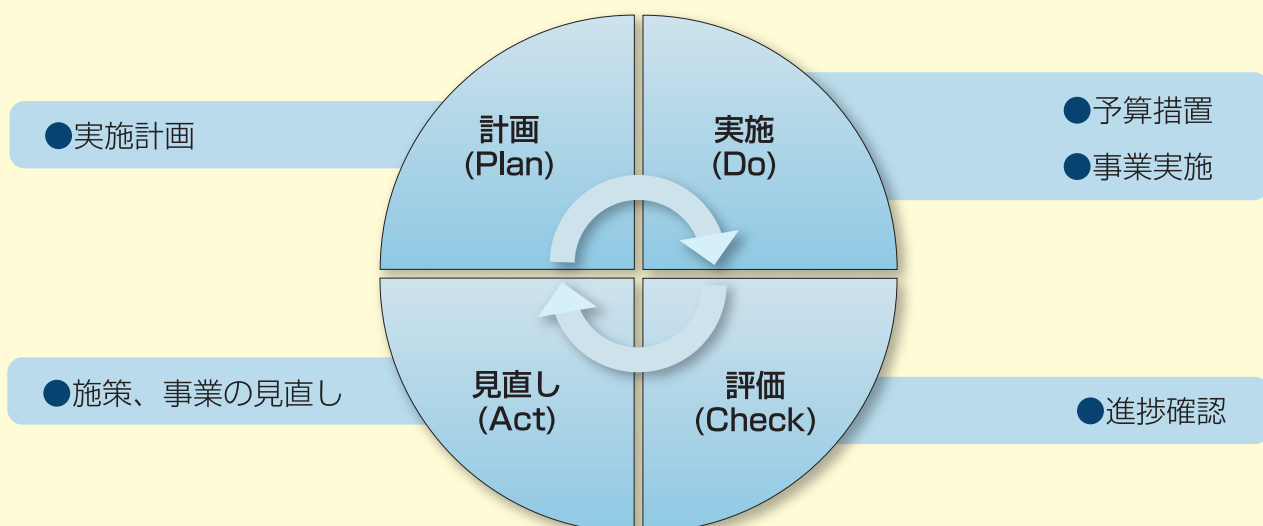 ●実施計画
計画
(Plan)
実施
(Do)
●予算措置
●事業実施
●施策、事業の見直し
見直し
(Act)
評価
(Check)
●進捗確認